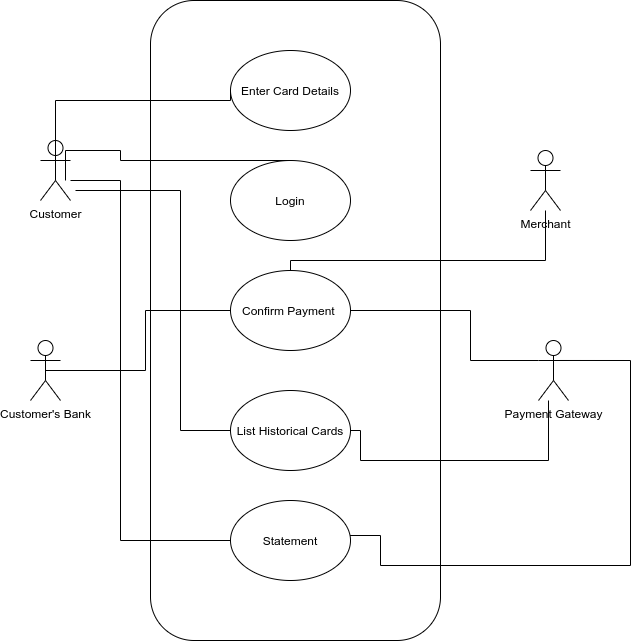 Enter Card Details
Customer
Login
Merchant
Confirm Payment
Customer's Bank
Payment Gateway
List Historical Cards
Statement